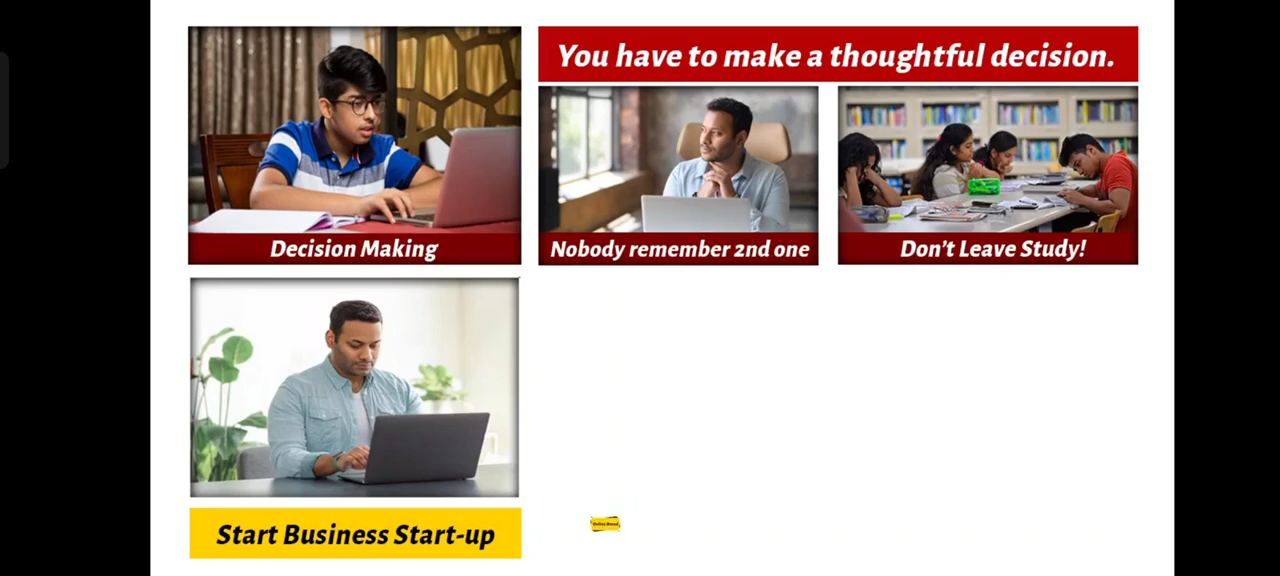 You have to make a thoughtful decision.
Decision Making
Nobody remember 2nd one
Don't Leave Study!
Start Business Start-up